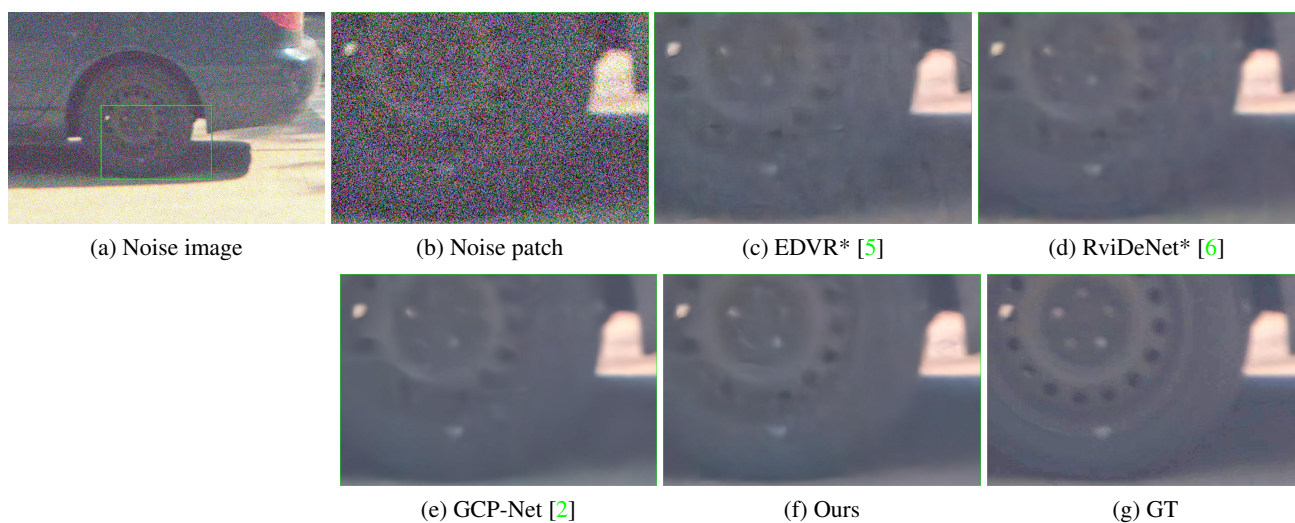 (a) Noise image
(b) Noise patch
(c) EDVR* [5]
(d) RviDeNet* [6]
(e) GCP-Net [2]
(f) Ours
(g) GT